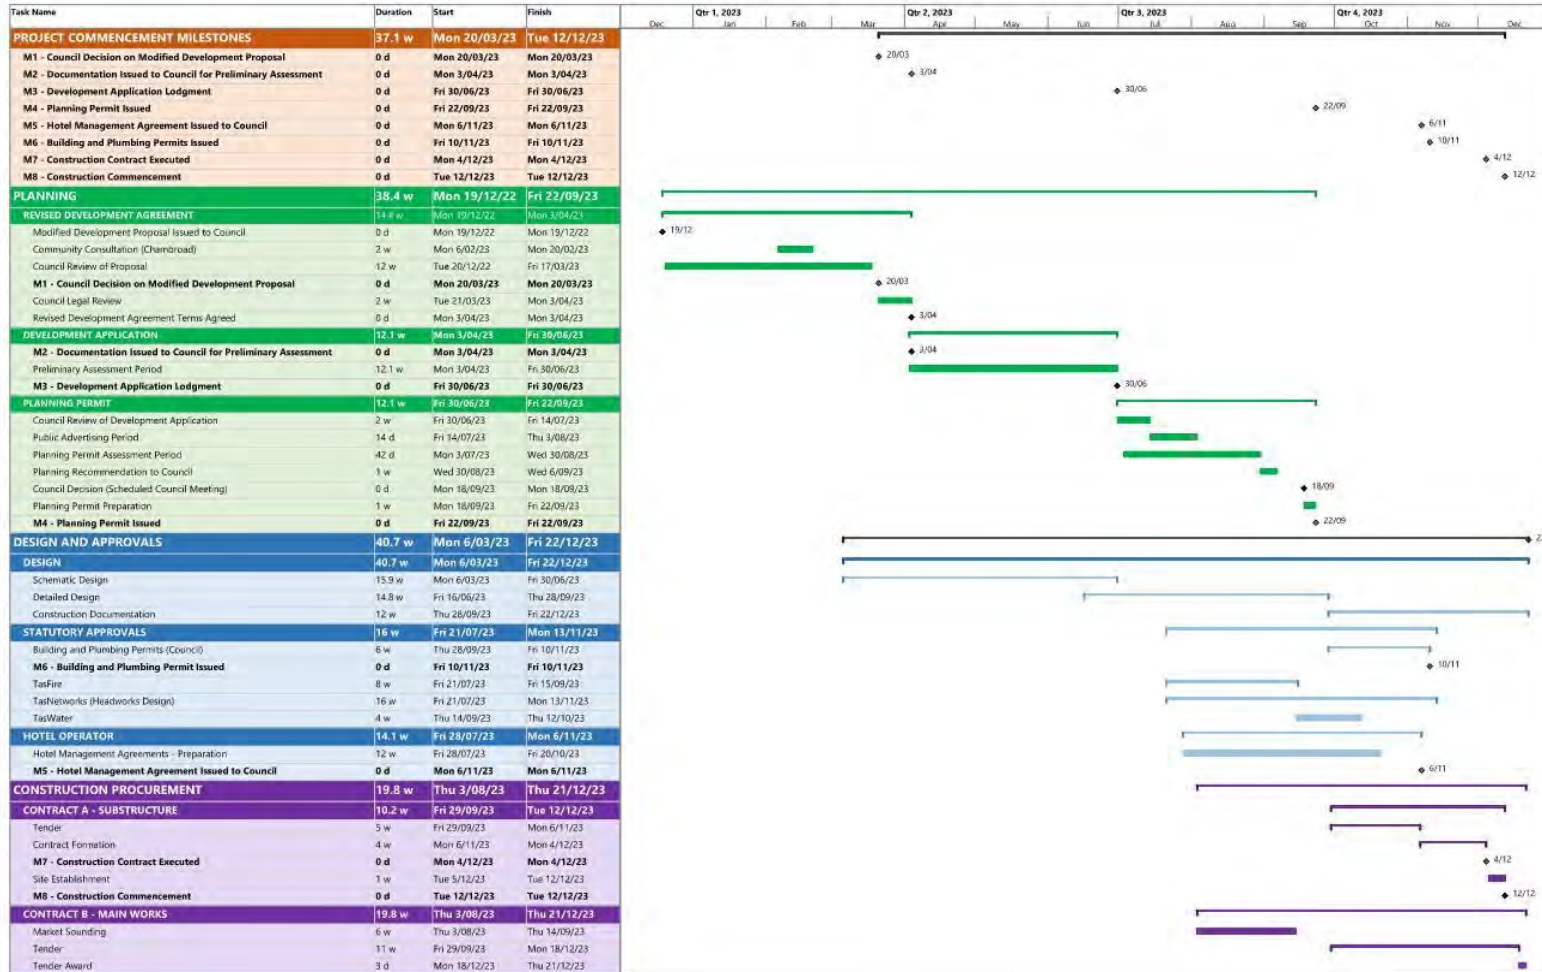 Task Name Duration Start Finish Qtr 1, 2023 Qtr 2, 2023 Qtr 3, 2023 Qtr 4, 2023
Dec Jan Feb Mar Apr May Jun Jul Aug Sep Oct Nov Dec
PROJECT COMMENCEMENT MILESTONES 37.1 w Mon 20/03/23 Tue 12/12/23
M1 - Council Decision on Modified Development Proposal 0 d Mon 20/03/23 Mon 20/03/23 20/03
M2 - Documentation Issued to Council for Preliminary Assessment 0 d Mon 3/04/23 Mon 3/04/23 3/04
M3 - Development Application Lodgment 0 d Fri 30/06/23 Fri 30/06/23 30/06
M4 - Planning Permit Issued 0 d Fri 22/09/23 Fri 22/09/23 22/09
M5 - Hotel Management Agreement Issued to Council 0 d Mon 6/11/23 Mon 6/11/23 6/11
M6 - Building and Plumbing Permits Issued 0 d Fri 10/11/23 Fri 10/11/23 10/11
M7 - Construction Contract Executed 0 d Mon 4/12/23 Mon 4/12/23 4/12
M8 - Construction Commencement 0 d Tue 12/12/23 Tue 12/12/23 12/12
PLANNING 38.4 w Mon 19/12/22 Fri 22/09/23
REVISED DEVELOPMENT AGREEMENT 14.4 w Mon 19/12/22 Mon 3/04/23
Modified Development Proposal Issued to Council 0 d Mon 19/12/22 Mon 19/12/22 19/12
Community Consultation (Chambroad) 2 w Mon 6/02/23 Mon 20/02/23
Council Review of Proposal 12 w Tue 20/12/22 Fri 17/03/23
M1 - Council Decision on Modified Development Proposal 0 d Mon 20/03/23 Mon 20/03/23 20/03
Council Legal Review 2 w Tue 21/03/23 Mon 3/04/23
Revised Development Agreement Terms Agreed 0 d Mon 3/04/23 Mon 3/04/23 3/04
DEVELOPMENT APPLICATION 12.1 w Mon 3/04/23 Fri 30/06/23
M2 - Documentation Issued to Council for Preliminary Assessment 0 d Mon 3/04/23 Mon 3/04/23 3/04
Preliminary Assessment Period 12.1 w Mon 3/04/23 Fri 30/06/23
M3 - Development Application Lodgment 0 d Fri 30/06/23 Fri 30/06/23 30/06
PLANNING PERMIT 12.1 w Fri 30/06/23 Fri 22/09/23
Council Review of Development Application 2 w Fri 30/06/23 Fri 14/07/23
Public Advertising Period 14 d Fri 14/07/23 Thu 3/08/23
Planning Permit Assessment Period 42 d Mon 3/07/23 Wed 30/08/23
Planning Recommendation to Council 1 w Wed 30/08/23 Wed 6/09/23
Council Decision (Scheduled Council Meeting) 0 d Mon 18/09/23 Mon 18/09/23 18/09
Planning Permit Preparation 1 w Mon 18/09/23 Fri 22/09/23
M4 - Planning Permit Issued 0 d Fri 22/09/23 Fri 22/09/23 22/09
DESIGN AND APPROVALS 40.7 w Mon 6/03/23 Fri 22/12/23
DESIGN 40.7 w Mon 6/03/23 Fri 22/12/23
Schematic Design 15.9 w Mon 6/03/23 Fri 30/06/23
Detailed Design 14.8 w Fri 16/06/23 Thu 28/09/23
Construction Documentation 12 w Thu 28/09/23 Fri 22/12/23
STATUTORY APPROVALS 16 w Fri 21/07/23 Mon 13/11/23
Building and Plumbing Permits (Council) 6 w Thu 28/09/23 Fri 10/11/23
M6 - Building and Plumbing Permit Issued 0 d Fri 10/11/23 Fri 10/11/23 10/11
TasFire 8 w Fri 21/07/23 Fri 15/09/23
TasNetworks (Headworks Design) 16 w Fri 21/07/23 Mon 13/11/23
TasWater 4 w Thu 14/09/23 Thu 12/10/23
HOTEL OPERATOR 14.1 w Fri 28/07/23 Mon 6/11/23
Hotel Management Agreements - Preparation 12 w Fri 28/07/23 Fri 20/10/23
M5 - Hotel Management Agreement Issued to Council 0 d Mon 6/11/23 Mon 6/11/23 6/11
CONSTRUCTION PROCUREMENT 19.8 w Thu 3/08/23 Thu 21/12/23
CONTRACT A - SUBSTRUCTURE 10.2 w Fri 29/09/23 Tue 12/12/23
Tender 5 w Fri 29/09/23 Mon 6/11/23
Contract Formation 4 w Mon 6/11/23 Mon 4/12/23
M7 - Construction Contract Executed 0 d Mon 4/12/23 Mon 4/12/23 4/12
Site Establishment 1 w Tue 5/12/23 Tue 12/12/23
M8 - Construction Commencement 0 d Tue 12/12/23 Tue 12/12/23 12/12
CONTRACT B - MAIN WORKS 19.8 w Thu 3/08/23 Thu 21/12/23
Market Sounding 6 w Thu 3/08/23 Thu 14/09/23
Tender 11 w Fri 29/09/23 Mon 18/12/23
Tender Award 3 d Mon 18/12/23 Thu 21/12/23